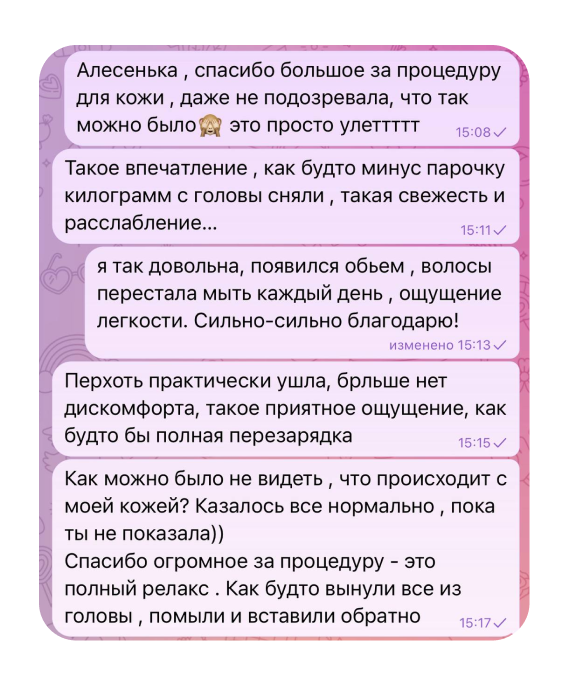 Алесенька , спасибо большое за процедуру
для кожи , даже не подозревала, что так
можно было🙈 это просто улеттттт 15:08
Такое впечатление , как будто минус парочку
килограмм с головы сняли , такая свежесть и
расслабление... 15:11
я так довольна, появился обьем , волосы
перестала мыть каждый день , ощущение
легкости. Сильно-сильно благодарю!
изменено 15:13
Перхоть практически ушла, брльше нет
дискомфорта, такое приятное ощущение, как
будто бы полная перезарядка 15:15
Как можно было не видеть , что происходит с
моей кожей? Казалось все нормально , пока
ты не показала))
Спасибо огромное за процедуру - это
полный релакс . Как будто вынули все из
головы , помыли и вставили обратно 15:17